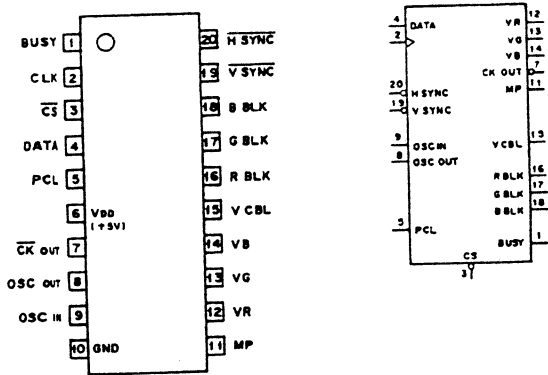 BUSY 1
CLK 2
CS 3
DATA 4
PCL 5
6 VDD
(+5V)
CK OUT 7
OSC OUT 8
OSC IN 9
10 GND
20 H SYNC
19 V SYNC
18 B BLK
17 G BLK
16 R BLK
15 V CBL
14 VB
13 VG
12 VR
11 MP
4 DATA
2
20 H SYNC
19 V SYNC
9 OSC IN
8 OSC OUT
5 PCL
VR 12
VG 13
VB 14
CK OUT 7
MP 11
V CBL 15
R BLK 16
G BLK 17
B BLK 18
BUSY 1
CS
3